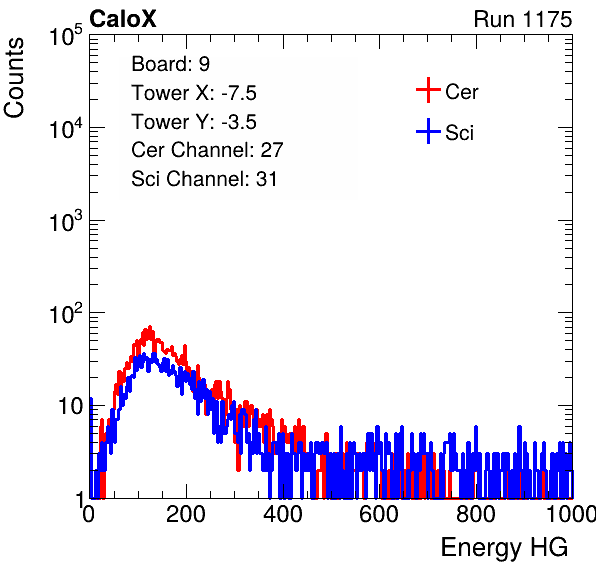 CaloX Run 1175
Counts
10^5
10^4
10^3
10^2
10
1
Board: 9
Tower X: -7.5
Tower Y: -3.5
Cer Channel: 27
Sci Channel: 31
Cer
Sci
0 200 400 600 800 1000
Energy HG